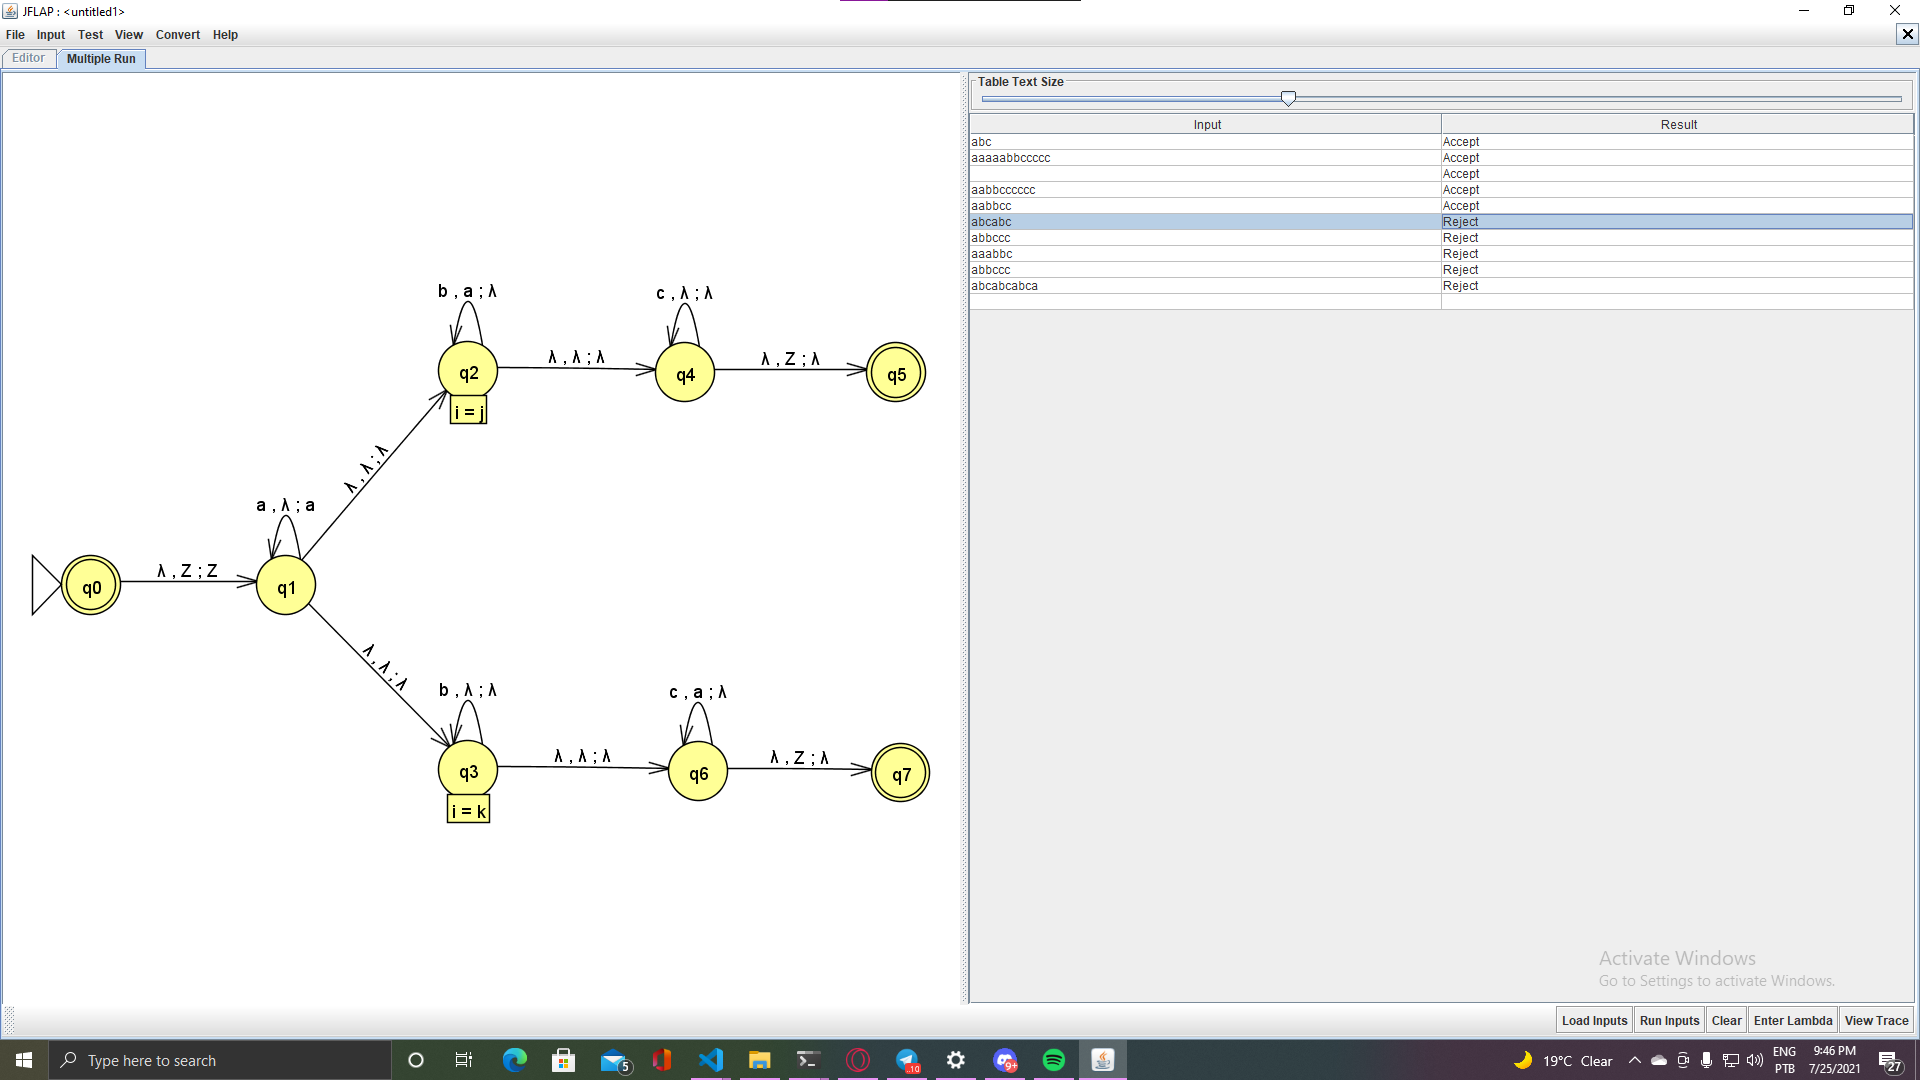 JFLAP : <untitled1>
File Input Test View Convert Help
Editor Multiple Run
Table Text Size
Input Result
abc Accept
aaaaabbccccc Accept
Accept
aabbcccccc Accept
aabbcc Accept
abcabc Reject
abbccc Reject
aaabbc Reject
abbccc Reject
abcabcabca Reject
b , a ; λ
c , λ ; λ
q2
λ , λ ; λ
q4
λ , Z ; λ
q5
i = j
λ , λ ; λ
a , λ ; a
q0
λ , Z ; Z
q1
λ , λ ; λ
b , λ ; λ
c , a ; λ
q3
λ , λ ; λ
q6
λ , Z ; λ
q7
i = k
Activate Windows
Go to Settings to activate Windows.
Load Inputs Run Inputs Clear Enter Lambda View Trace
Type here to search
5
.10
9+
19°C Clear
ENG
PTB
9:46 PM
7/25/2021
27